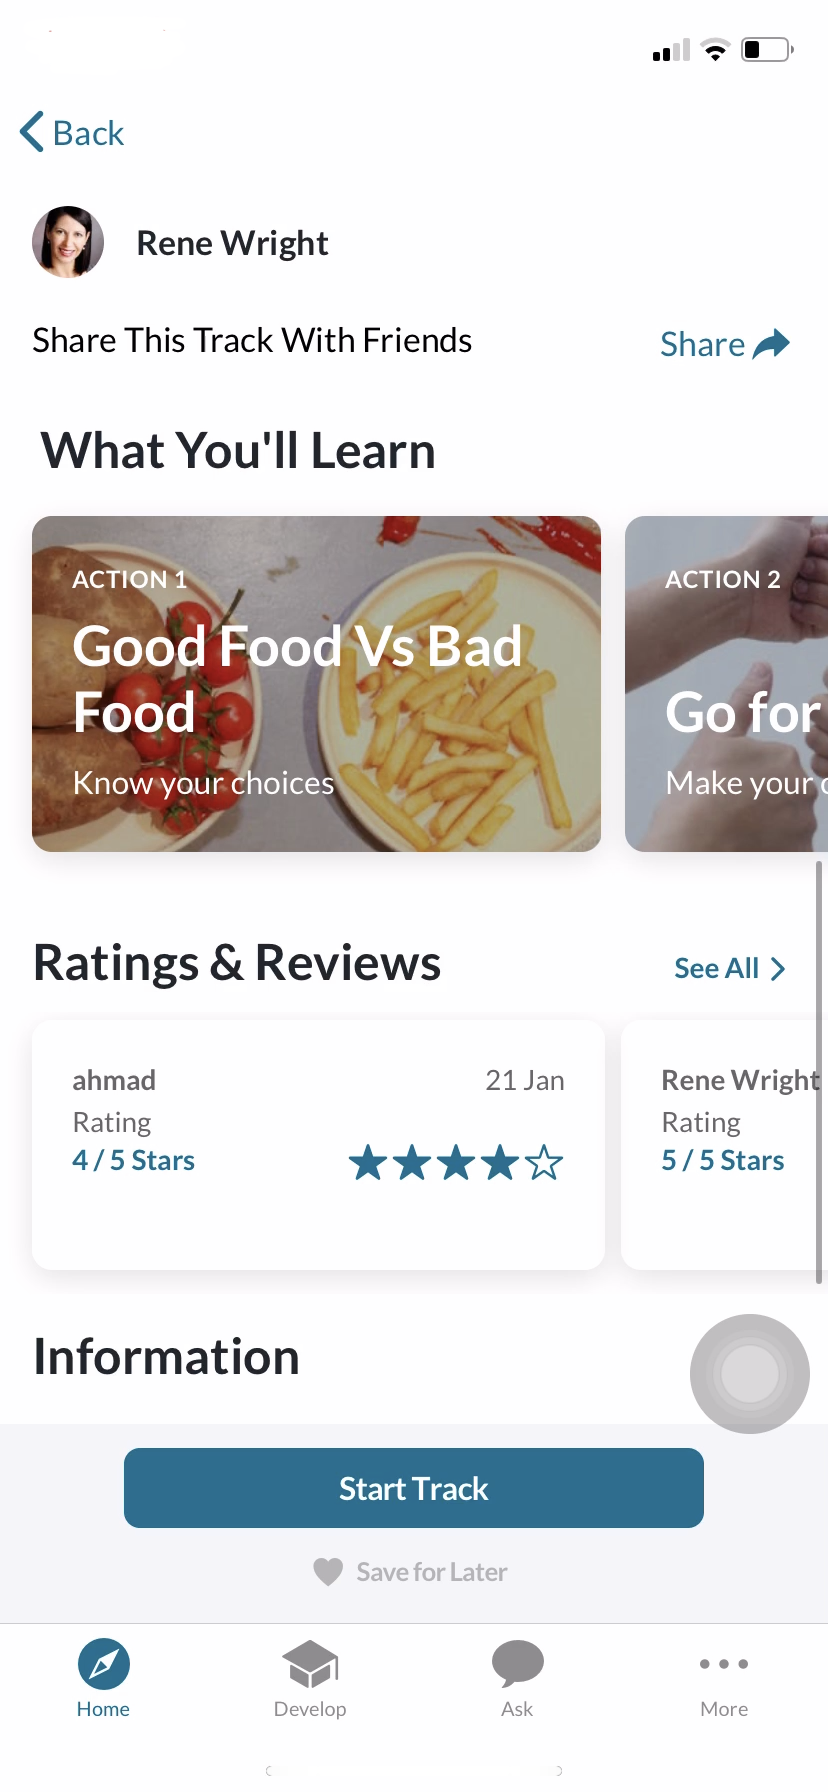 Back
Rene Wright
Share This Track With Friends
Share
What You'll Learn
ACTION 1
Good Food Vs Bad
Food
Know your choices
ACTION 2
Go for
Make your
Ratings & Reviews
See All
ahmad
21 Jan
Rating
4 / 5 Stars
Rene Wright
Rating
5 / 5 Stars
Information
Start Track
Save for Later
Home
Develop
Ask
More